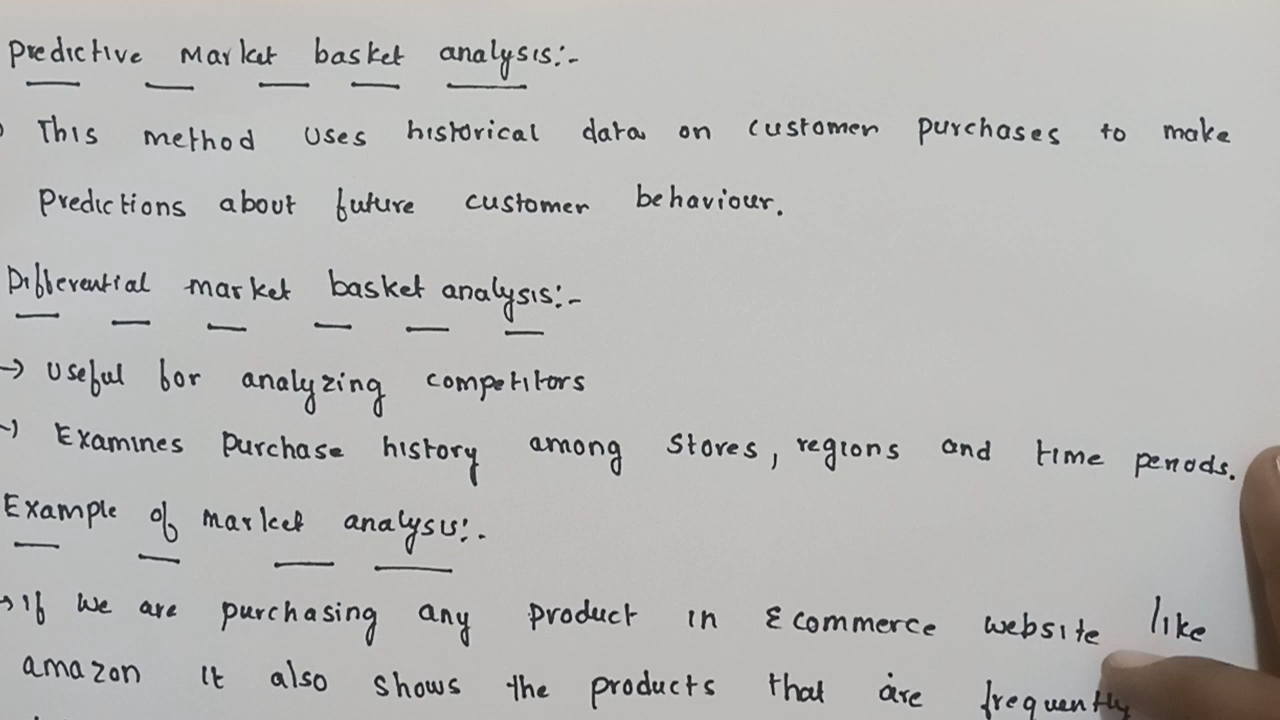 Predictive Market basket analysis:-
This method uses historical data on customer purchases to make
predictions about future customer behaviour.
Differential market basket analysis:-
→ Useful for analyzing competitors
→ Examines purchase history among stores, regions and time periods.
Example of market analysis:-
→ If we are purchasing any product in Ecommerce website like
amazon it also shows the products that are frequently